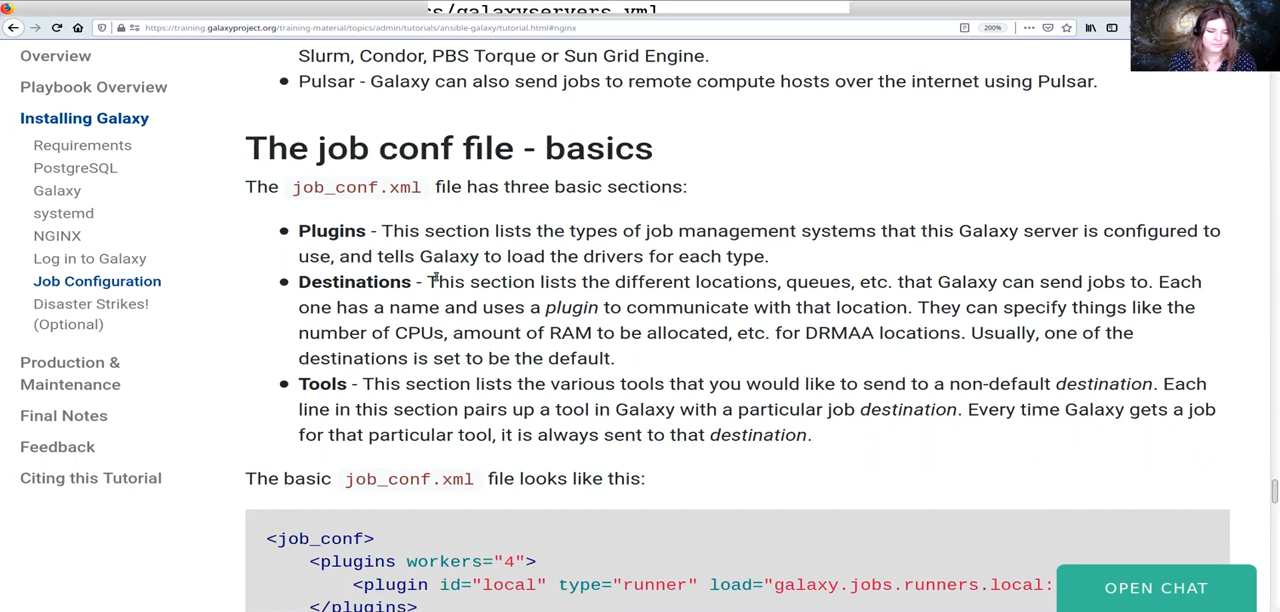 s/galaxyservers.yml
https://training.galaxyproject.org/training-material/topics/admin/tutorials/ansible-galaxy/tutorial.html#nginx
200%
Overview
Playbook Overview
Installing Galaxy
Requirements
PostgreSQL
Galaxy
systemd
NGINX
Log in to Galaxy
Job Configuration
Disaster Strikes!
(Optional)
Production &
Maintenance
Final Notes
Feedback
Citing this Tutorial
Slurm, Condor, PBS Torque or Sun Grid Engine.
Pulsar - Galaxy can also send jobs to remote compute hosts over the internet using Pulsar.
The job conf file - basics
The job_conf.xml file has three basic sections:
Plugins - This section lists the types of job management systems that this Galaxy server is configured to
use, and tells Galaxy to load the drivers for each type.
Destinations - This section lists the different locations, queues, etc. that Galaxy can send jobs to. Each
one has a name and uses a plugin to communicate with that location. They can specify things like the
number of CPUs, amount of RAM to be allocated, etc. for DRMAA locations. Usually, one of the
destinations is set to be the default.
Tools - This section lists the various tools that you would like to send to a non-default destination. Each
line in this section pairs up a tool in Galaxy with a particular job destination. Every time Galaxy gets a job
for that particular tool, it is always sent to that destination.
The basic job_conf.xml file looks like this:
<job_conf>
<plugins workers="4">
<plugin id="local" type="runner" load="galaxy.jobs.runners.local:
</plugins>
OPEN CHAT